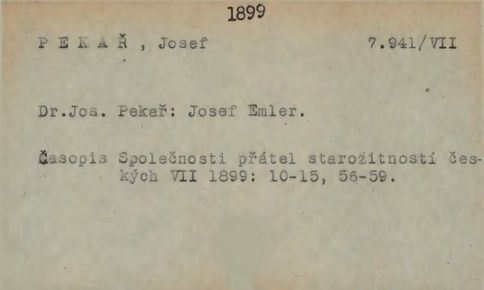 1899
P E K A Ř , Josef 7.941/VII
Dr.Jos. Pekař: Josef Emler.
Časopis Společnosti přátel starožitností čes-
kých VII 1899: 10-15, 56-59.